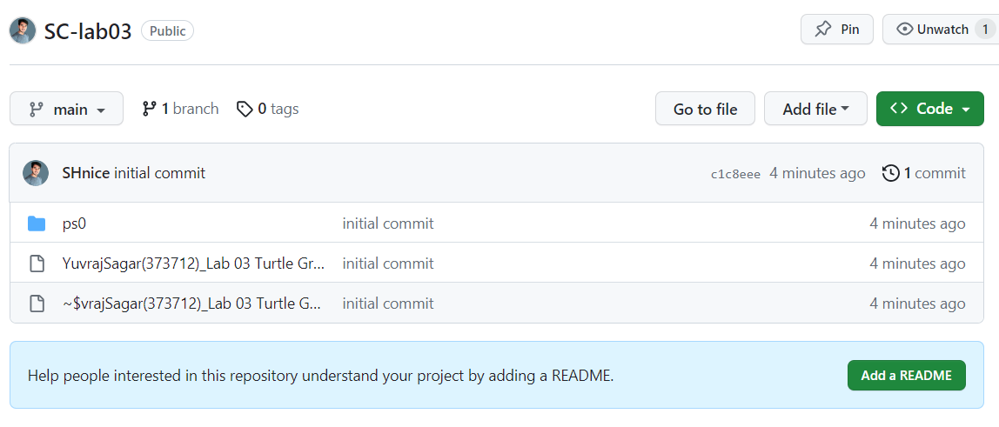 SC-lab03 Public Pin Unwatch 1
main 1 branch 0 tags Go to file Add file <> Code
SHnice initial commit c1c8eee 4 minutes ago 1 commit
ps0 initial commit 4 minutes ago
YuvrajSagar(373712)_Lab 03 Turtle Gr... initial commit 4 minutes ago
~$vrajSagar(373712)_Lab 03 Turtle G... initial commit 4 minutes ago
Help people interested in this repository understand your project by adding a README. Add a README